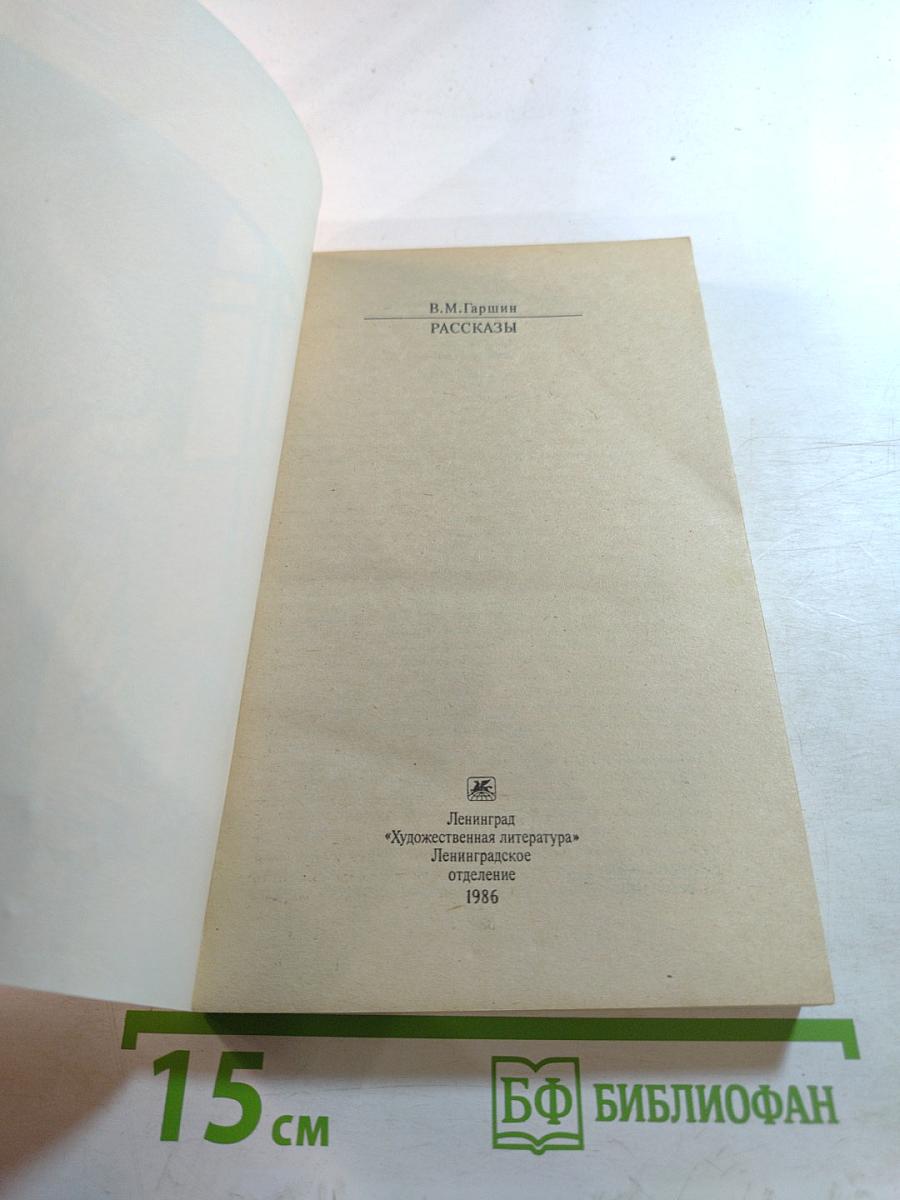 В.М.Гаршин
РАССКАЗЫ
Ленинград
«Художественная литература»
Ленинградское
отделение
1986
15 см
БФ БИБЛИОФАН